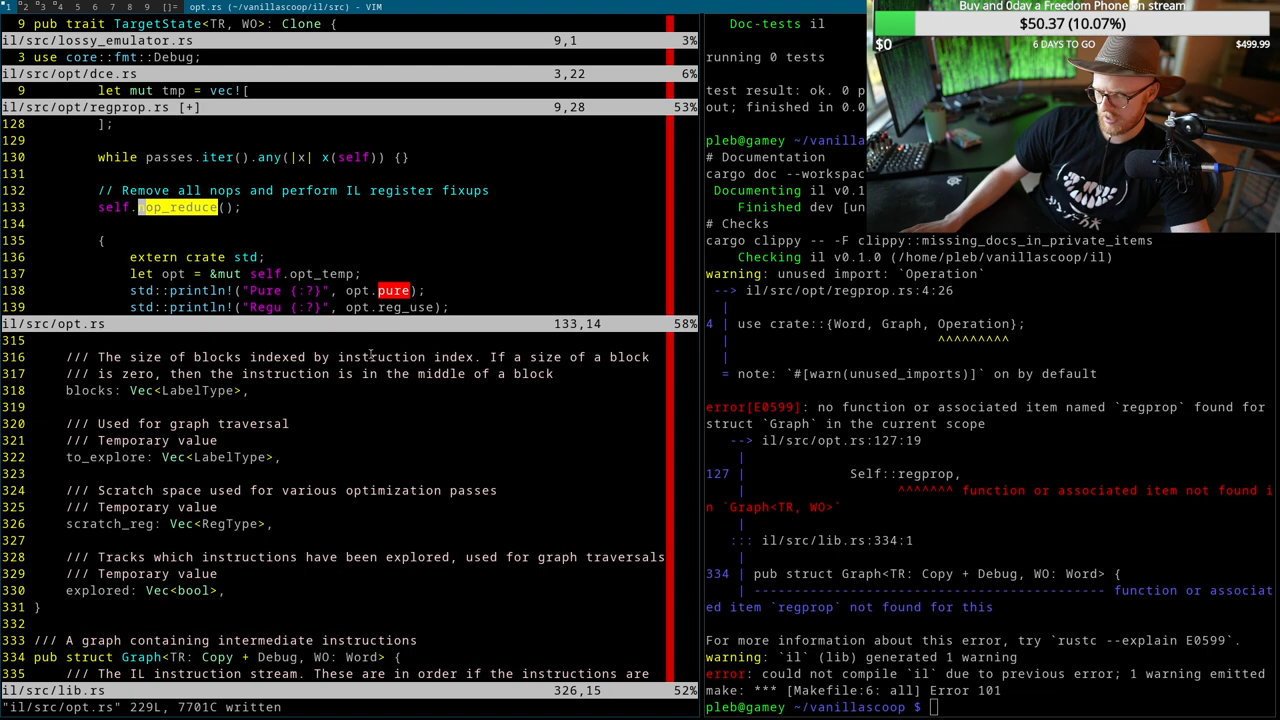 1 2 3 4 5 6 7 8 9 []= opt.rs (~/vanillascoop/il/src) - VIM
9 pub trait TargetState<TR, WO>: Clone {
il/src/lossy_emulator.rs 9,1 3%
3 use core::fmt::Debug;
il/src/opt/dce.rs 3,22 6%
9 let mut tmp = vec![
il/src/opt/regprop.rs [+] 9,28 53%
128 ];
129
130 while passes.iter().any(|x| x(self)) {}
131
132 // Remove all nops and perform IL register fixups
133 self.nop_reduce();
134
135 {
136 extern crate std;
137 let opt = &mut self.opt_temp;
138 std::println!("Pure {:?}", opt.pure);
139 std::println!("Regu {:?}", opt.reg_use);
il/src/opt.rs 133,14 58%
315
316 /// The size of blocks indexed by instruction index. If a size of a block
317 /// is zero, then the instruction is in the middle of a block
318 blocks: Vec<LabelType>,
319
320 /// Used for graph traversal
321 /// Temporary value
322 to_explore: Vec<LabelType>,
323
324 /// Scratch space used for various optimization passes
325 /// Temporary value
326 scratch_reg: Vec<RegType>,
327
328 /// Tracks which instructions have been explored, used for graph traversals
329 /// Temporary value
330 explored: Vec<bool>,
331 }
332
333 /// A graph containing intermediate instructions
334 pub struct Graph<TR: Copy + Debug, WO: Word> {
335 /// The IL instruction stream. These are in order if the instructions are
il/src/lib.rs 326,15 52%
"il/src/opt.rs" 229L, 7701C written
Doc-tests il
running 0 tests
test result: ok. 0 p
out; finished in 0.0
pleb@gamey ~/vanillas
# Documentation
cargo doc --workspac
Documenting il v0.1.
Finished dev [un
# Checks
cargo clippy -- -F clippy::missing_docs_in_private_items
Checking il v0.1.0 (/home/pleb/vanillascoop/il)
warning: unused import: `Operation`
--> il/src/opt/regprop.rs:4:26
|
4 | use crate::{Word, Graph, Operation};
| ^^^^^^^^^
|
= note: `#[warn(unused_imports)]` on by default
error[E0599]: no function or associated item named `regprop` found for
struct `Graph` in the current scope
--> il/src/opt.rs:127:19
|
127 | Self::regprop,
| ^^^^^^^ function or associated item not found i
n `Graph<TR, WO>`
|
::: il/src/lib.rs:334:1
|
334 | pub struct Graph<TR: Copy + Debug, WO: Word> {
| -------------------------------------------- function or associat
ed item `regprop` not found for this
For more information about this error, try `rustc --explain E0599`.
warning: `il` (lib) generated 1 warning
error: could not compile `il` due to previous error; 1 warning emitted
make: *** [Makefile:6: all] Error 101
pleb@gamey ~/vanillascoop $
Buy and 0day a Freedom Phone on stream
$50.37 (10.07%)
$0 6 DAYS TO GO $499.99